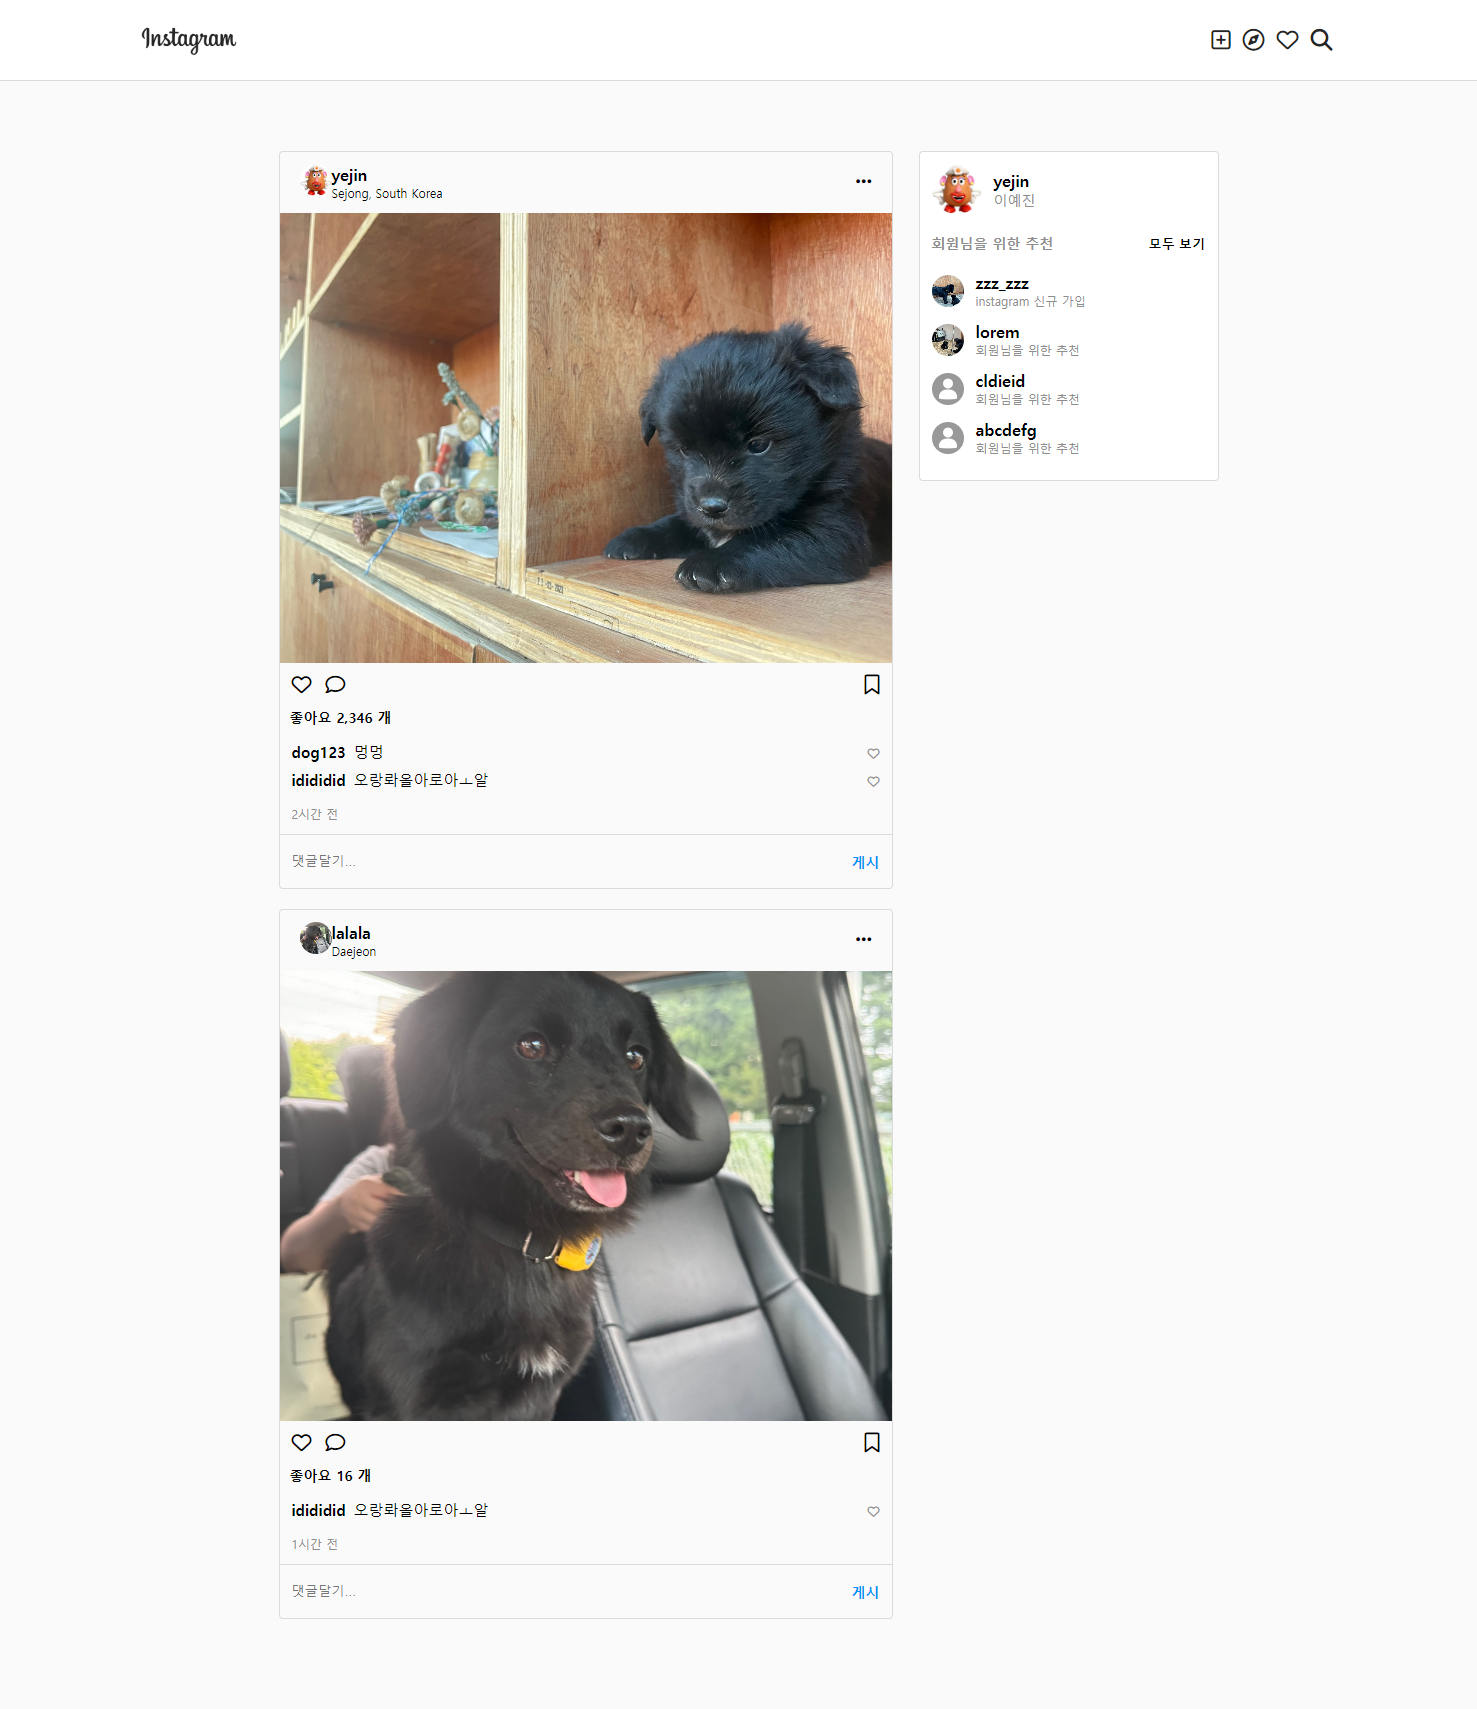 Instagram
yejin
Sejong, South Korea
좋아요 2,346 개
dog123 멍멍
idididid 오랑롸올아로아ㅗ알
2시간 전
댓글달기...
게시
lalala
Daejeon
좋아요 16 개
idididid 오랑롸올아로아ㅗ알
1시간 전
댓글달기...
게시
yejin
이예진
회원님을 위한 추천
모두 보기
zzz_zzz
instagram 신규 가입
lorem
회원님을 위한 추천
cldieid
회원님을 위한 추천
abcdefg
회원님을 위한 추천